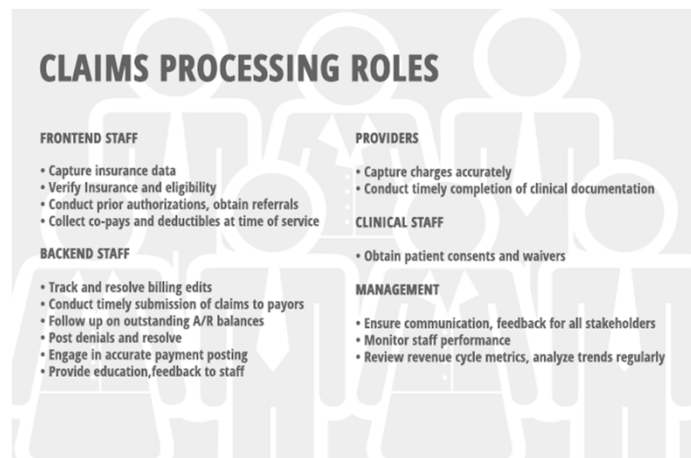 CLAIMS PROCESSING ROLES
FRONTEND STAFF
• Capture insurance data
• Verify Insurance and eligibility
• Conduct prior authorizations, obtain referrals
• Collect co-pays and deductibles at time of service
BACKEND STAFF
• Track and resolve billing edits
• Conduct timely submission of claims to payors
• Follow up on outstanding A/R balances
• Post denials and resolve
• Engage in accurate payment posting
• Provide education,feedback to staff
PROVIDERS
• Capture charges accurately
• Conduct timely completion of clinical documentation
CLINICAL STAFF
• Obtain patient consents and waivers
MANAGEMENT
• Ensure communication, feedback for all stakeholders
• Monitor staff performance
• Review revenue cycle metrics, analyze trends regularly